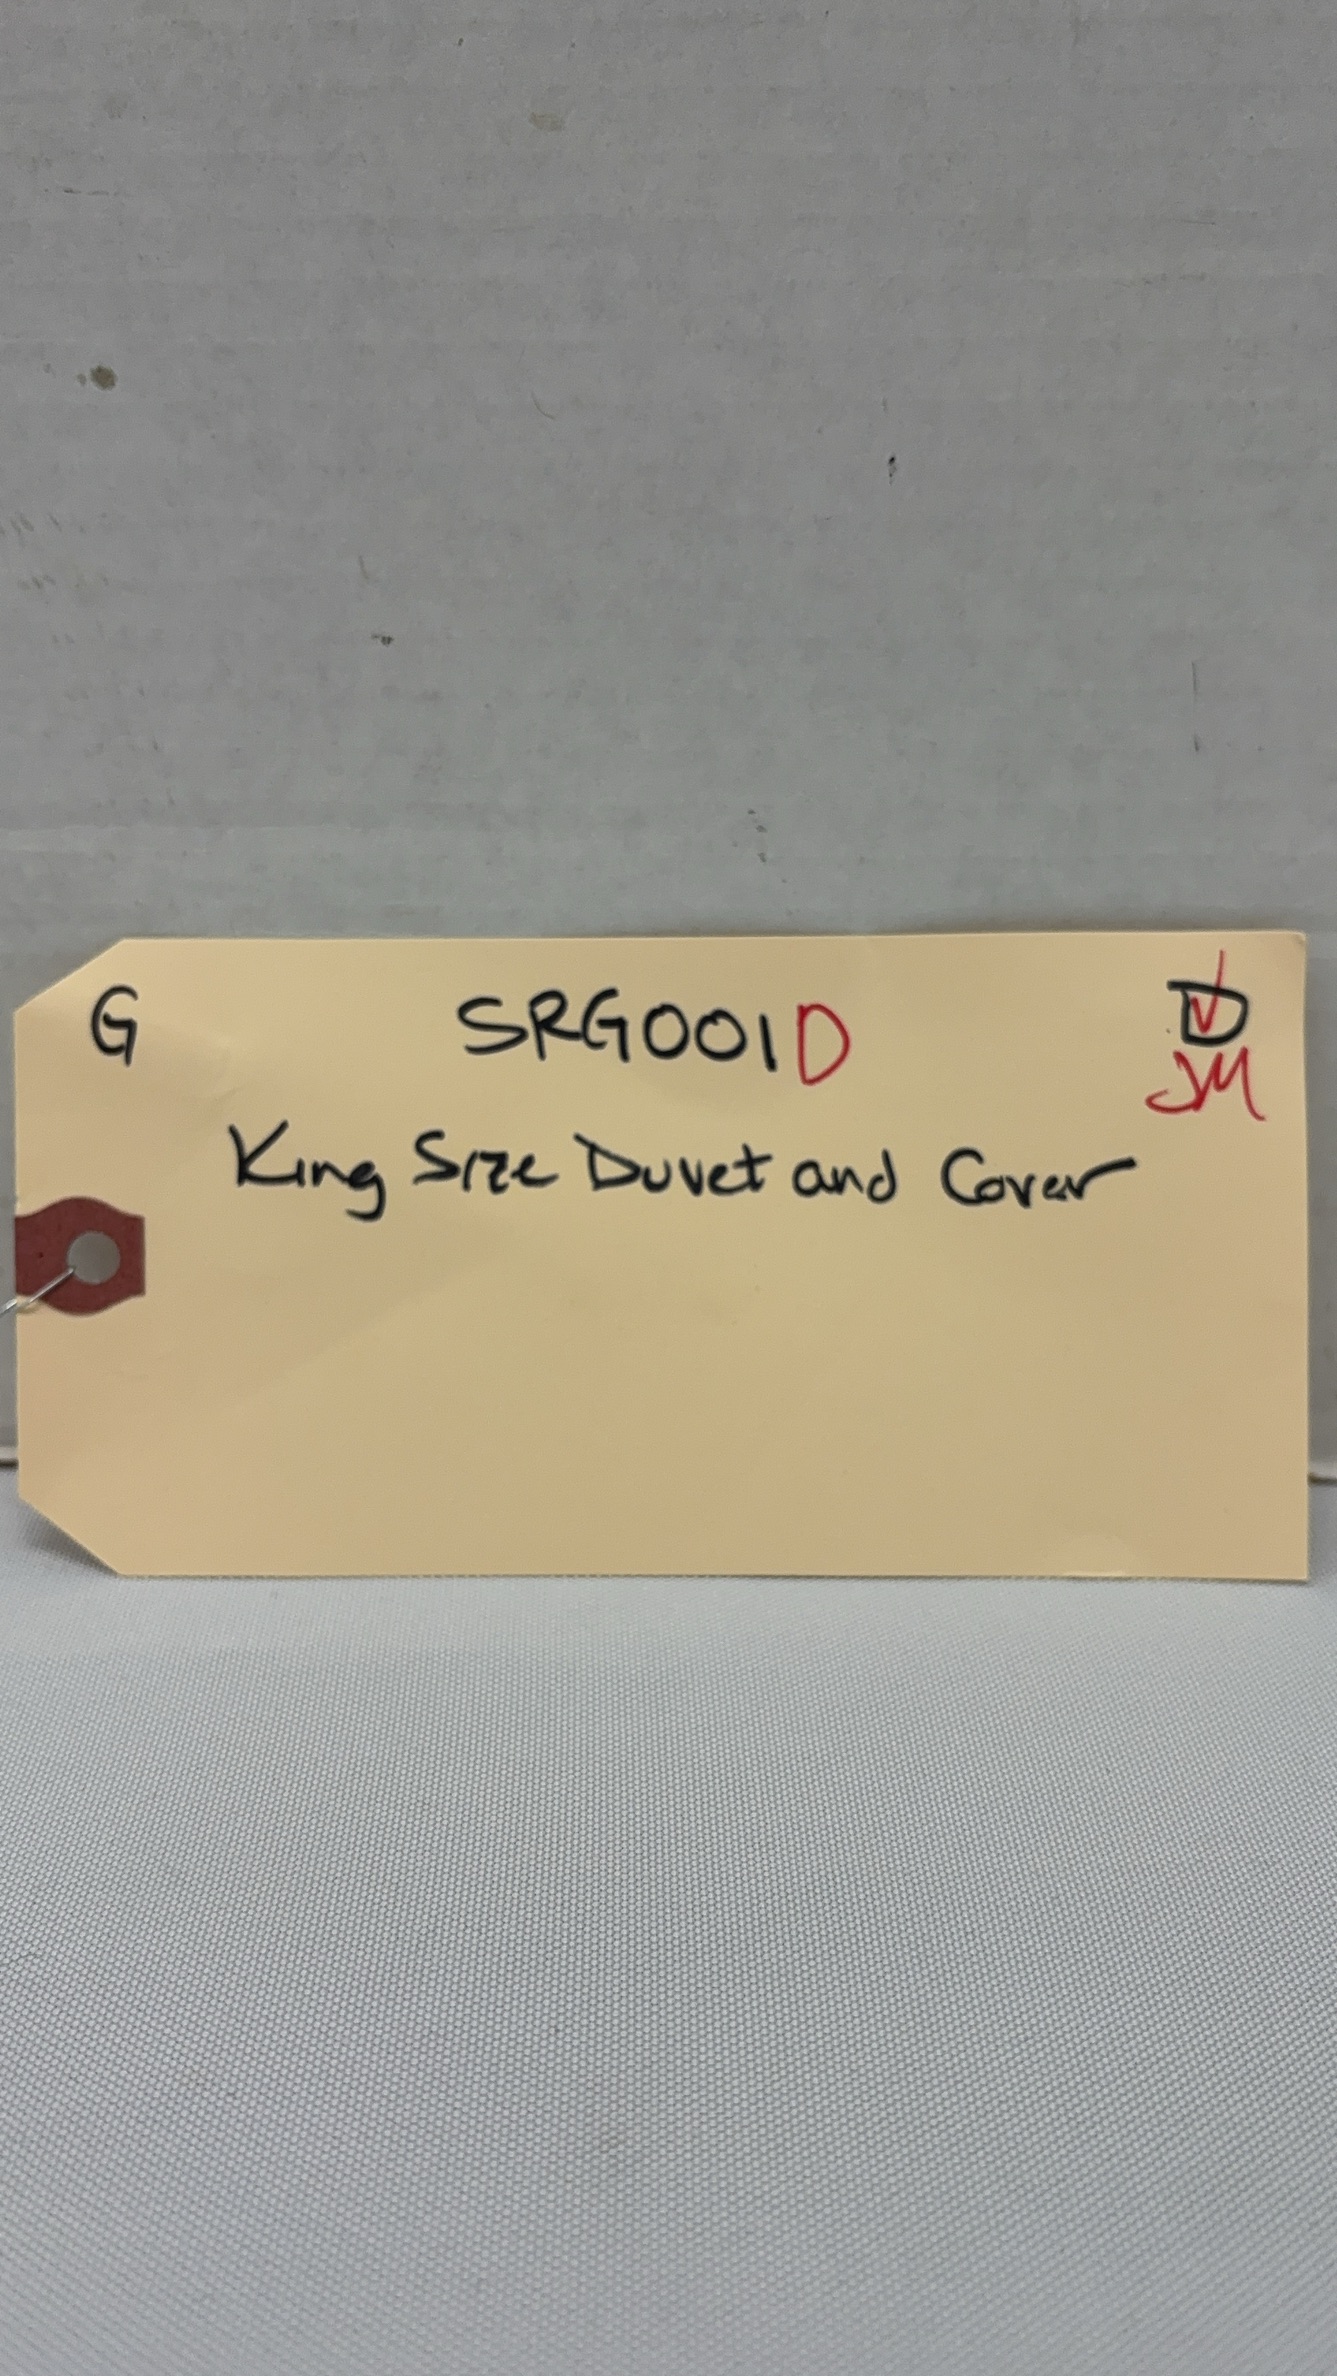 G SRG001D D
JM
King Size Duvet and Cover